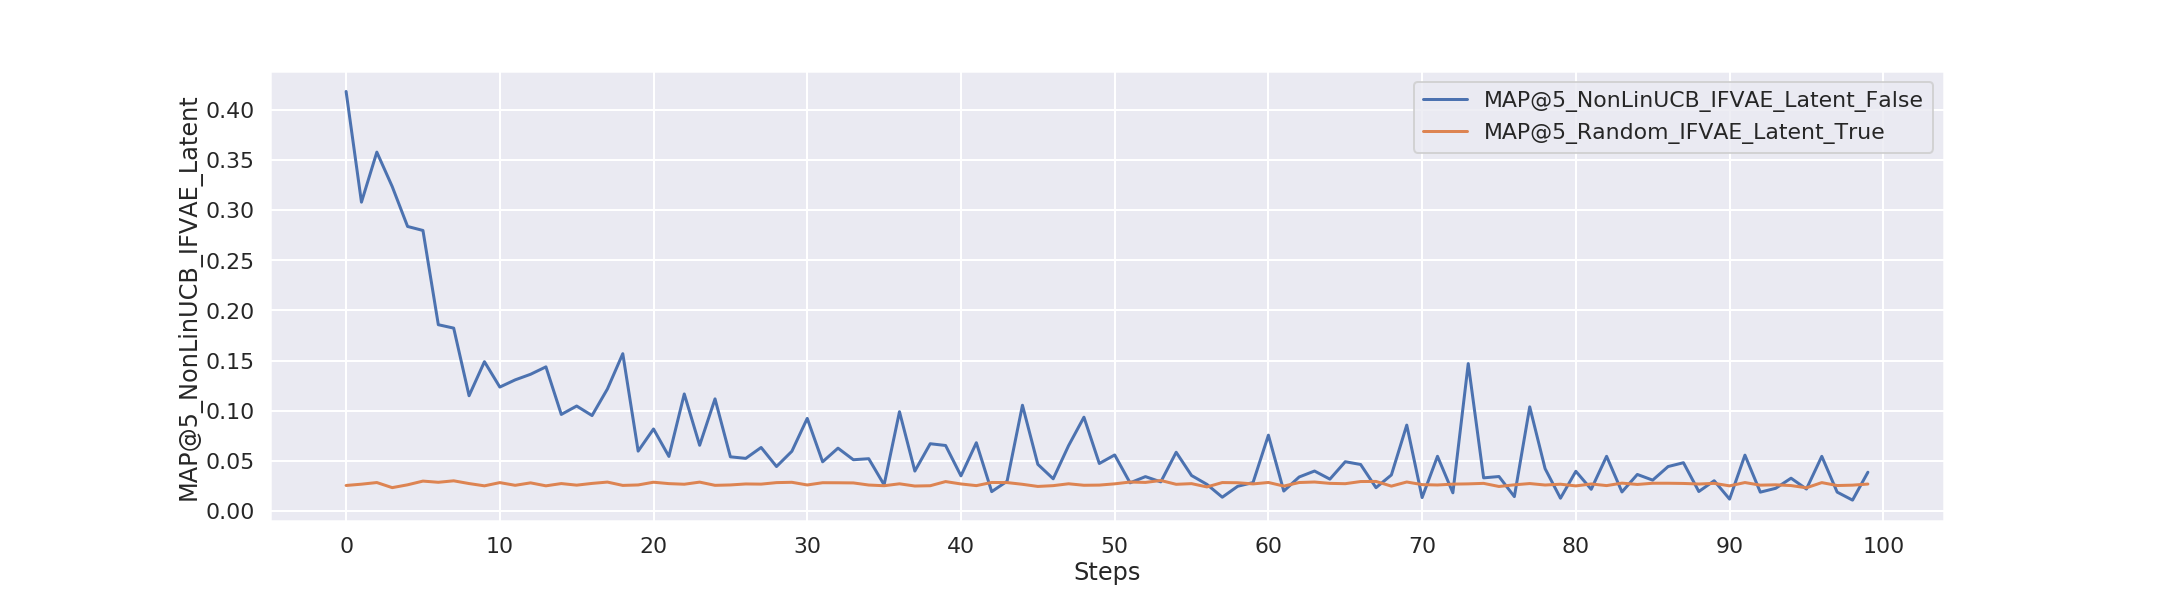 MAP@5_NonLinUCB_IFVAE_Latent
0.40
0.35
0.30
0.25
0.20
0.15
0.10
0.05
0.00
MAP@5_NonLinUCB_IFVAE_Latent_False
MAP@5_Random_IFVAE_Latent_True
0 10 20 30 40 50 60 70 80 90 100
Steps